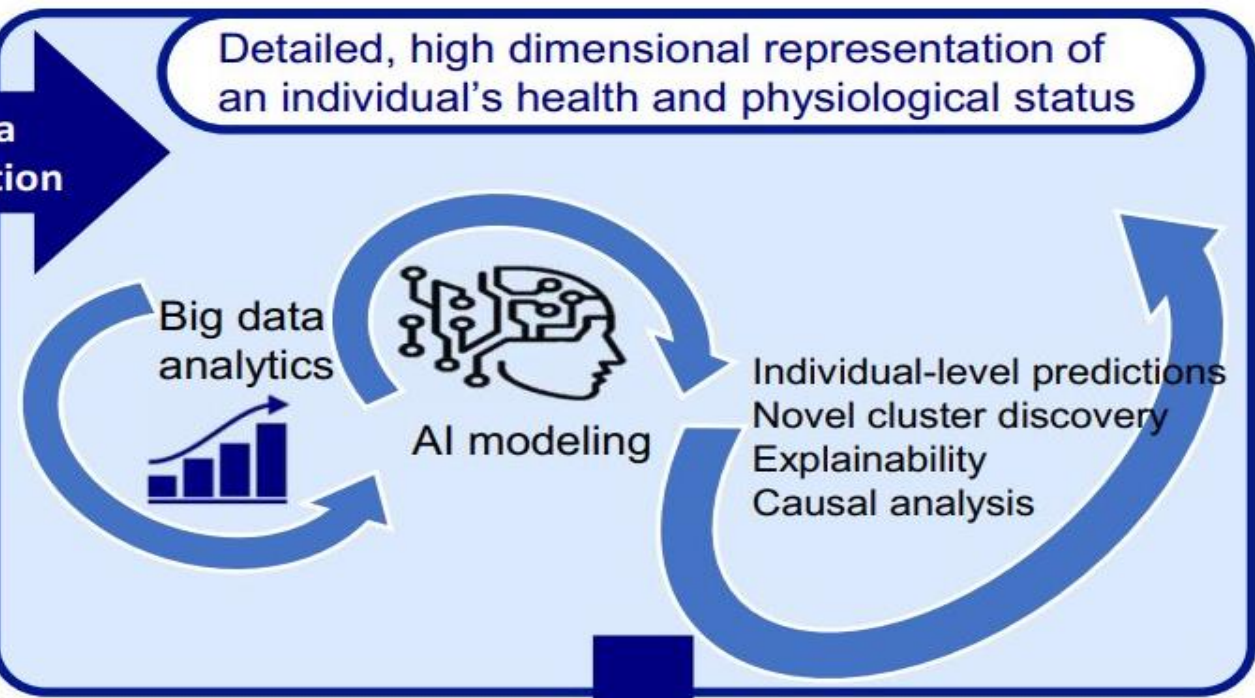 Detailed, high dimensional representation of
an individual's health and physiological status
a
tion
Big data
analytics
AI modeling
Individual-level predictions
Novel cluster discovery
Explainability
Causal analysis